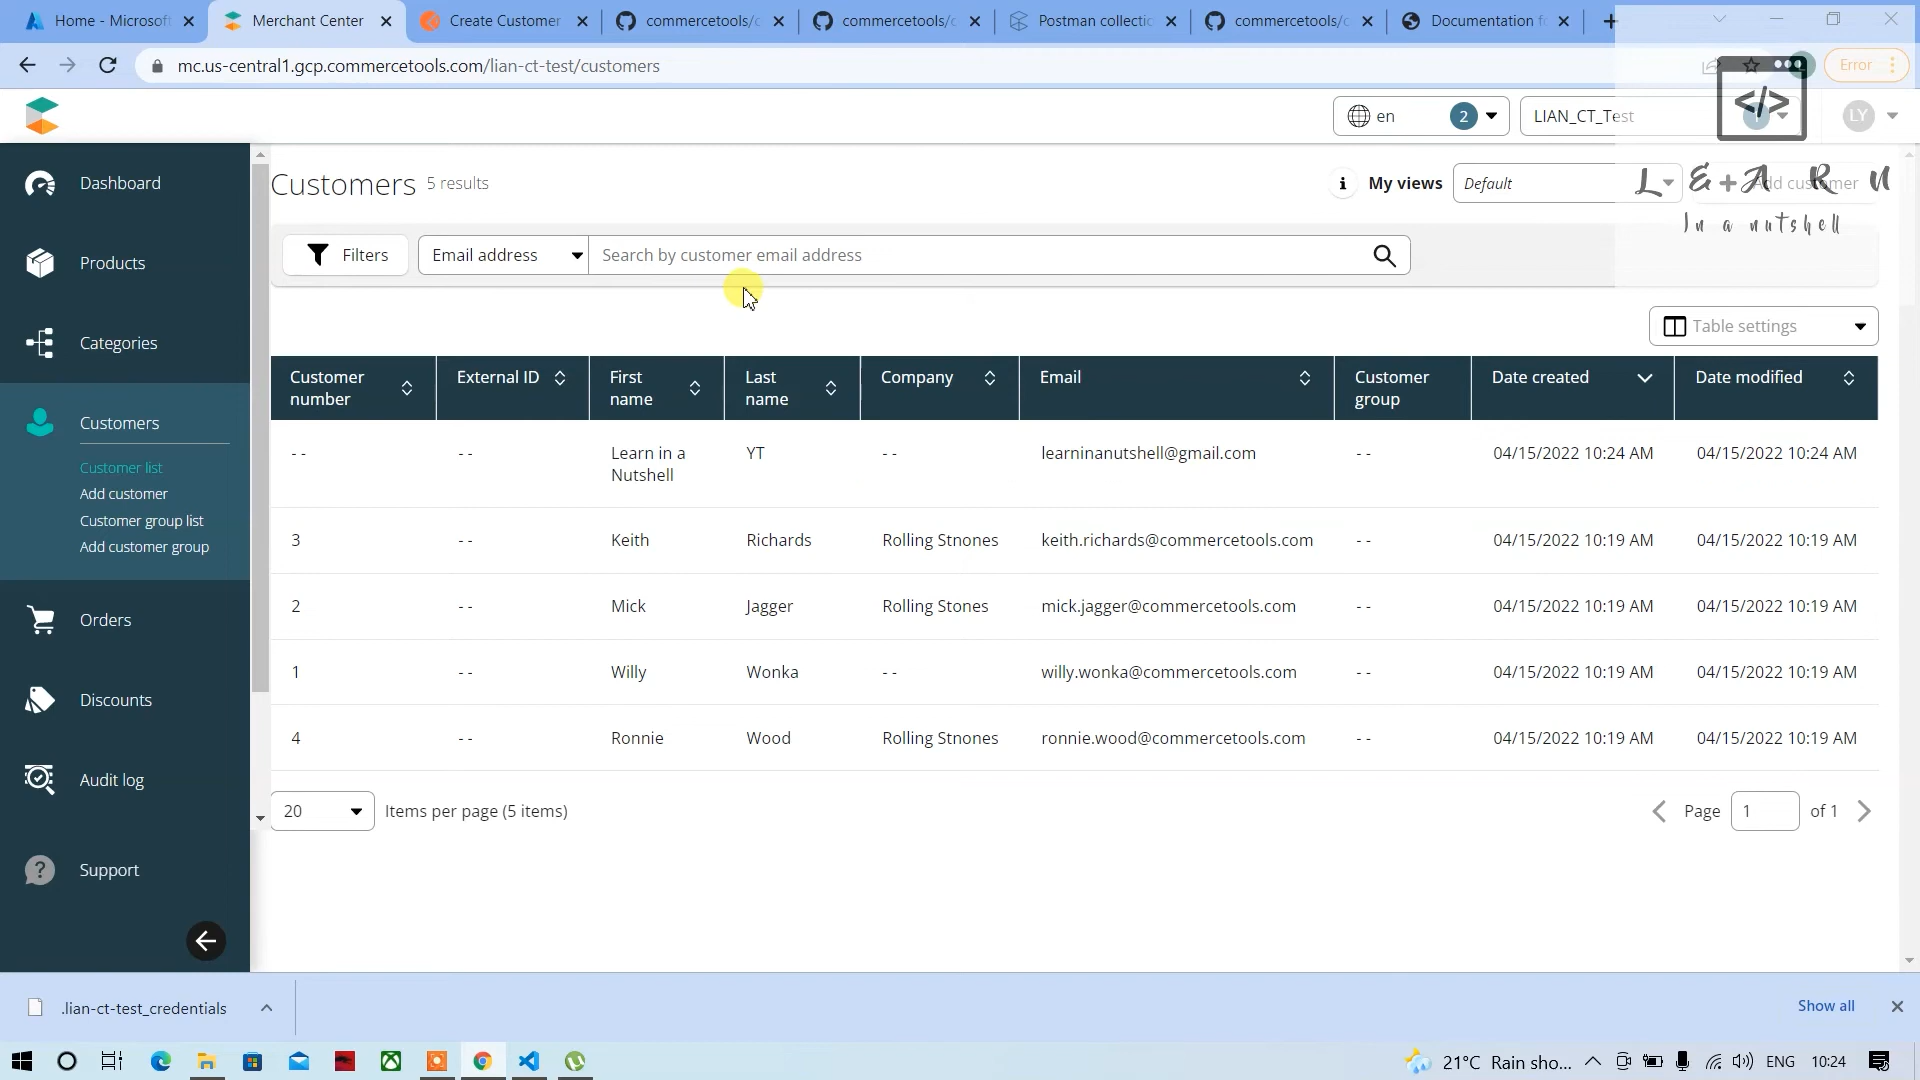 Home - Microsoft
Merchant Center
Create Customer
commercetools/c
commercetools/c
Postman collectic
commercetools/c
Documentation f
mc.us-central1.gcp.commercetools.com/lian-ct-test/customers
Error
</>
en
2
LIAN_CT_Test
1
LY
Dashboard
Products
Categories
Customers
Customer list
Add customer
Customer group list
Add customer group
Orders
Discounts
Audit log
Support
Customers 5 results
My views
Default
Add customer
LEARN
In a nutshell
Filters
Email address
Search by customer email address
Table settings
Customer number
External ID
First name
Last name
Company
Email
Customer group
Date created
Date modified
- - - - Learn in a Nutshell YT - - learninanutshell@gmail.com - - 04/15/2022 10:24 AM 04/15/2022 10:24 AM
3 - - Keith Richards Rolling Stnones keith.richards@commercetools.com - - 04/15/2022 10:19 AM 04/15/2022 10:19 AM
2 - - Mick Jagger Rolling Stones mick.jagger@commercetools.com - - 04/15/2022 10:19 AM 04/15/2022 10:19 AM
1 - - Willy Wonka - - willy.wonka@commercetools.com - - 04/15/2022 10:19 AM 04/15/2022 10:19 AM
4 - - Ronnie Wood Rolling Stnones ronnie.wood@commercetools.com - - 04/15/2022 10:19 AM 04/15/2022 10:19 AM
20 Items per page (5 items)
Page 1 of 1
.lian-ct-test_credentials
Show all
21°C Rain sho...
ENG
10:24